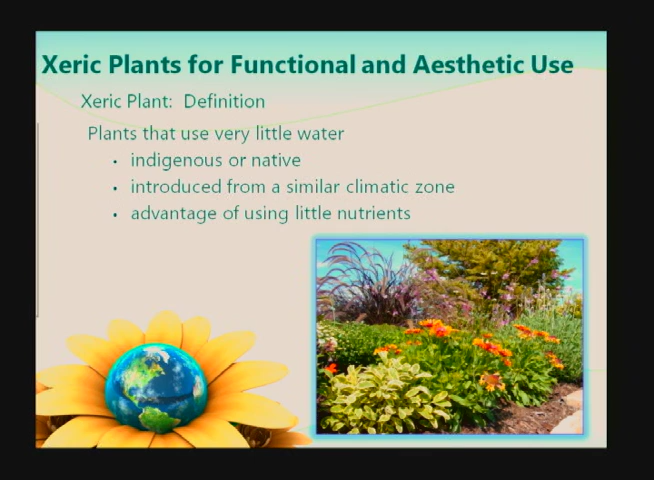 Xeric Plants for Functional and Aesthetic Use
Xeric Plant: Definition
Plants that use very little water
• indigenous or native
• introduced from a similar climatic zone
• advantage of using little nutrients